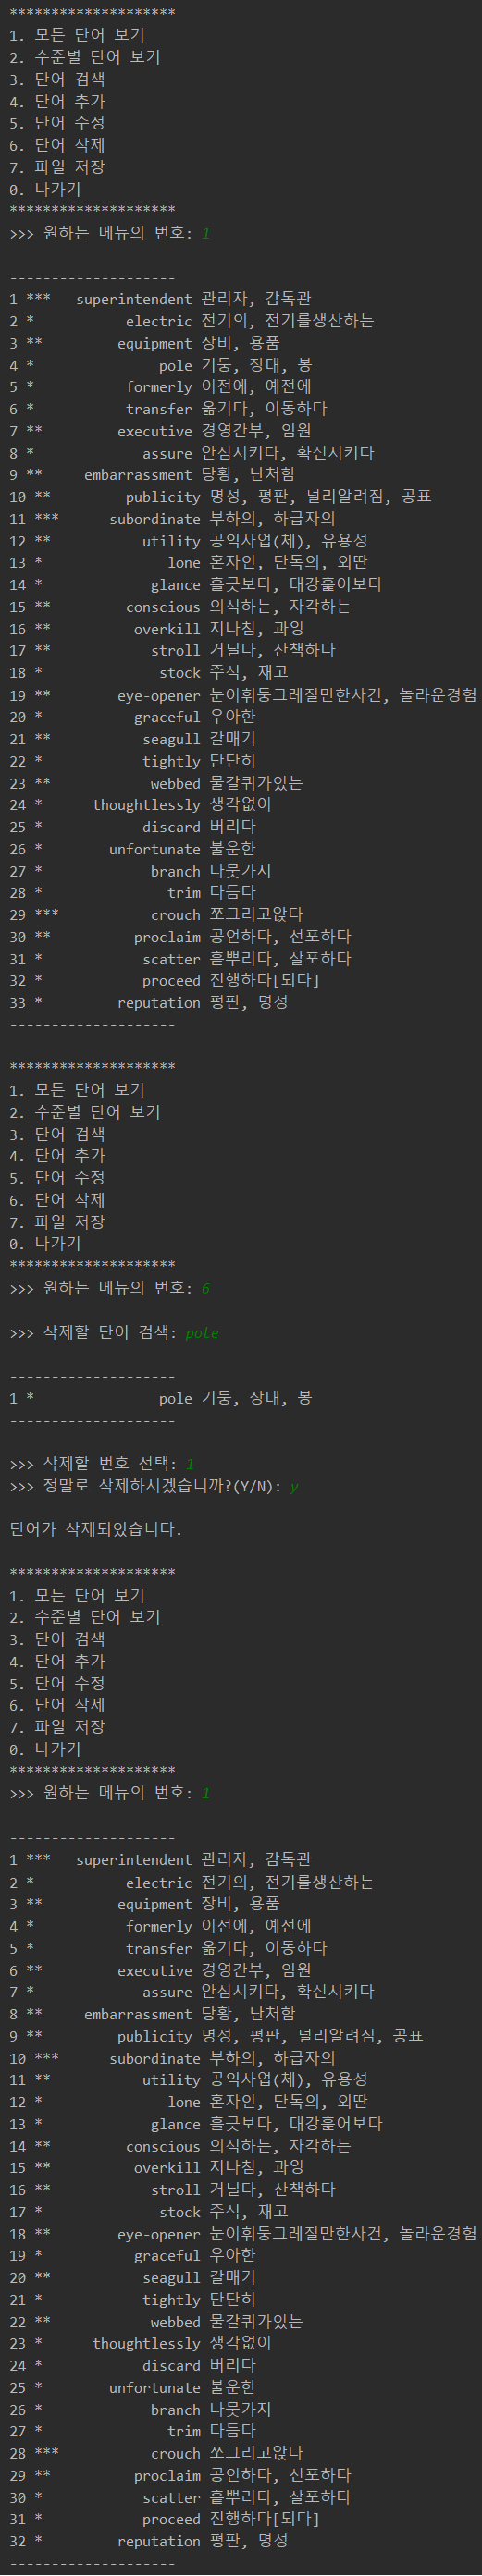 ********************
1. 모든 단어 보기
2. 수준별 단어 보기
3. 단어 검색
4. 단어 추가
5. 단어 수정
6. 단어 삭제
7. 파일 저장
0. 나가기
********************
>>> 원하는 메뉴의 번호: 1
--------------------
1 *** superintendent 관리자, 감독관
2 * electric 전기의, 전기를생산하는
3 ** equipment 장비, 용품
4 * pole 기둥, 장대, 봉
5 * formerly 이전에, 예전에
6 * transfer 옮기다, 이동하다
7 ** executive 경영간부, 임원
8 * assure 안심시키다, 확신시키다
9 ** embarrassment 당황, 난처함
10 ** publicity 명성, 평판, 널리알려짐, 공표
11 *** subordinate 부하의, 하급자의
12 ** utility 공익사업(체), 유용성
13 * lone 혼자인, 단독의, 외딴
14 * glance 흘긋보다, 대강훑어보다
15 ** conscious 의식하는, 자각하는
16 ** overkill 지나침, 과잉
17 ** stroll 거닐다, 산책하다
18 * stock 주식, 재고
19 ** eye-opener 눈이휘둥그레질만한사건, 놀라운경험
20 * graceful 우아한
21 ** seagull 갈매기
22 * tightly 단단히
23 ** webbed 물갈퀴가있는
24 * thoughtlessly 생각없이
25 * discard 버리다
26 * unfortunate 불운한
27 * branch 나뭇가지
28 * trim 다듬다
29 *** crouch 쪼그리고앉다
30 ** proclaim 공언하다, 선포하다
31 * scatter 흩뿌리다, 살포하다
32 * proceed 진행하다[되다]
33 * reputation 평판, 명성
--------------------
********************
1. 모든 단어 보기
2. 수준별 단어 보기
3. 단어 검색
4. 단어 추가
5. 단어 수정
6. 단어 삭제
7. 파일 저장
0. 나가기
********************
>>> 원하는 메뉴의 번호: 6
>>> 삭제할 단어 검색: pole
--------------------
1 * pole 기둥, 장대, 봉
--------------------
>>> 삭제할 번호 선택: 1
>>> 정말로 삭제하시겠습니까?(Y/N): y
단어가 삭제되었습니다.
********************
1. 모든 단어 보기
2. 수준별 단어 보기
3. 단어 검색
4. 단어 추가
5. 단어 수정
6. 단어 삭제
7. 파일 저장
0. 나가기
********************
>>> 원하는 메뉴의 번호: 1
--------------------
1 *** superintendent 관리자, 감독관
2 * electric 전기의, 전기를생산하는
3 ** equipment 장비, 용품
4 * formerly 이전에, 예전에
5 * transfer 옮기다, 이동하다
6 ** executive 경영간부, 임원
7 * assure 안심시키다, 확신시키다
8 ** embarrassment 당황, 난처함
9 ** publicity 명성, 평판, 널리알려짐, 공표
10 *** subordinate 부하의, 하급자의
11 ** utility 공익사업(체), 유용성
12 * lone 혼자인, 단독의, 외딴
13 * glance 흘긋보다, 대강훑어보다
14 ** conscious 의식하는, 자각하는
15 ** overkill 지나침, 과잉
16 ** stroll 거닐다, 산책하다
17 * stock 주식, 재고
18 ** eye-opener 눈이휘둥그레질만한사건, 놀라운경험
19 * graceful 우아한
20 ** seagull 갈매기
21 * tightly 단단히
22 ** webbed 물갈퀴가있는
23 * thoughtlessly 생각없이
24 * discard 버리다
25 * unfortunate 불운한
26 * branch 나뭇가지
27 * trim 다듬다
28 *** crouch 쪼그리고앉다
29 ** proclaim 공언하다, 선포하다
30 * scatter 흩뿌리다, 살포하다
31 * proceed 진행하다[되다]
32 * reputation 평판, 명성
--------------------